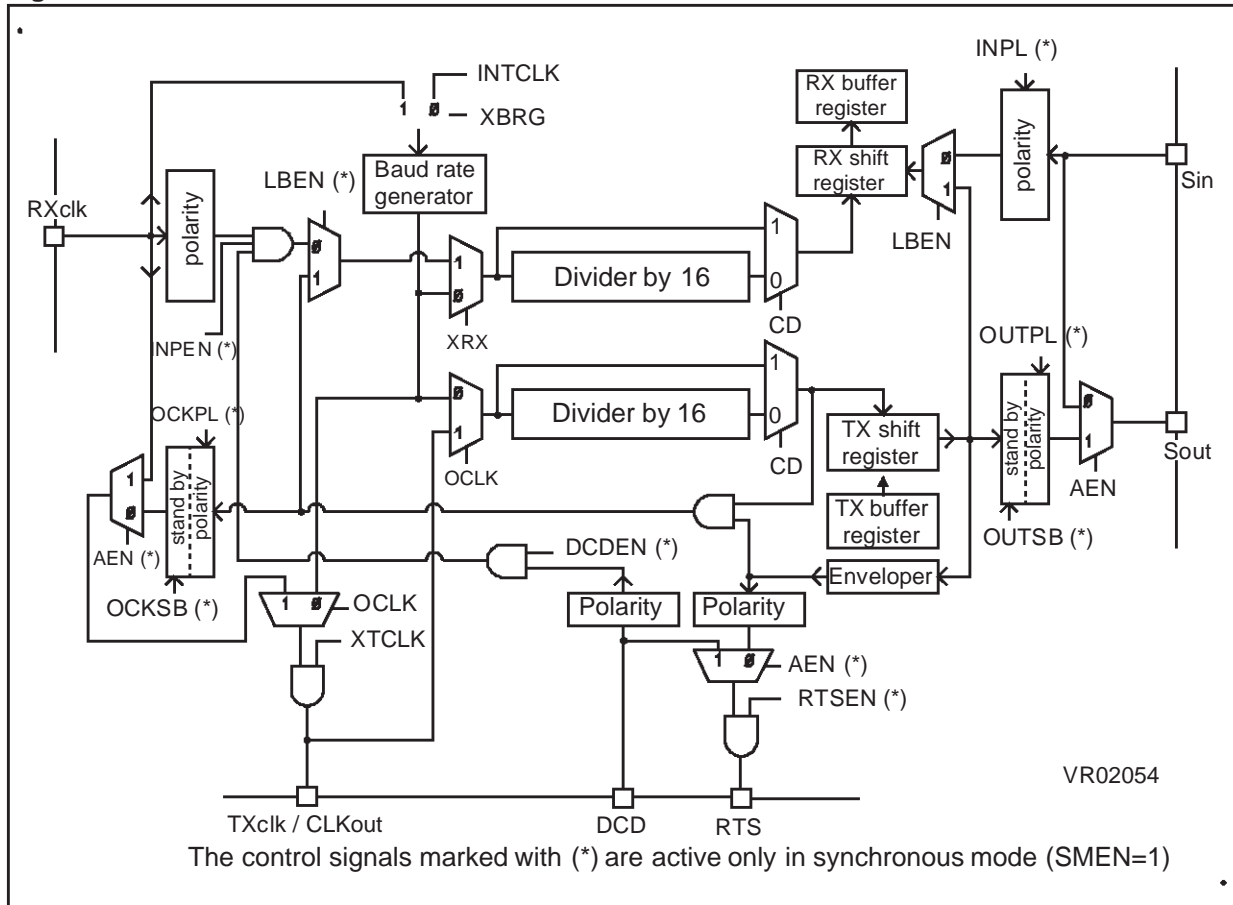 INPL (*)
INTCLK
1 0
XBRG
RX buffer
register
polarity
Sin
LBEN (*)
Baud rate
generator
RX shift
register
0
1
LBEN
RXclk
polarity
0
1
1
0
XRX
Divider by 16
1
0
CD
INPEN (*)
OUTPL (*)
OCKPL (*)
0
1
OCLK
Divider by 16
1
0
CD
TX shift
register
stand by
polarity
0
1
Sout
AEN
1
0
AEN (*)
stand by
polarity
OCKSB (*)
TX buffer
register
OUTSB (*)
DCDEN (*)
Enveloper
1 0
OCLK
Polarity
Polarity
XTCLK
1 0
AEN (*)
RTSEN (*)
VR02054
TXclk / CLKout
DCD
RTS
The control signals marked with (*) are active only in synchronous mode (SMEN=1)